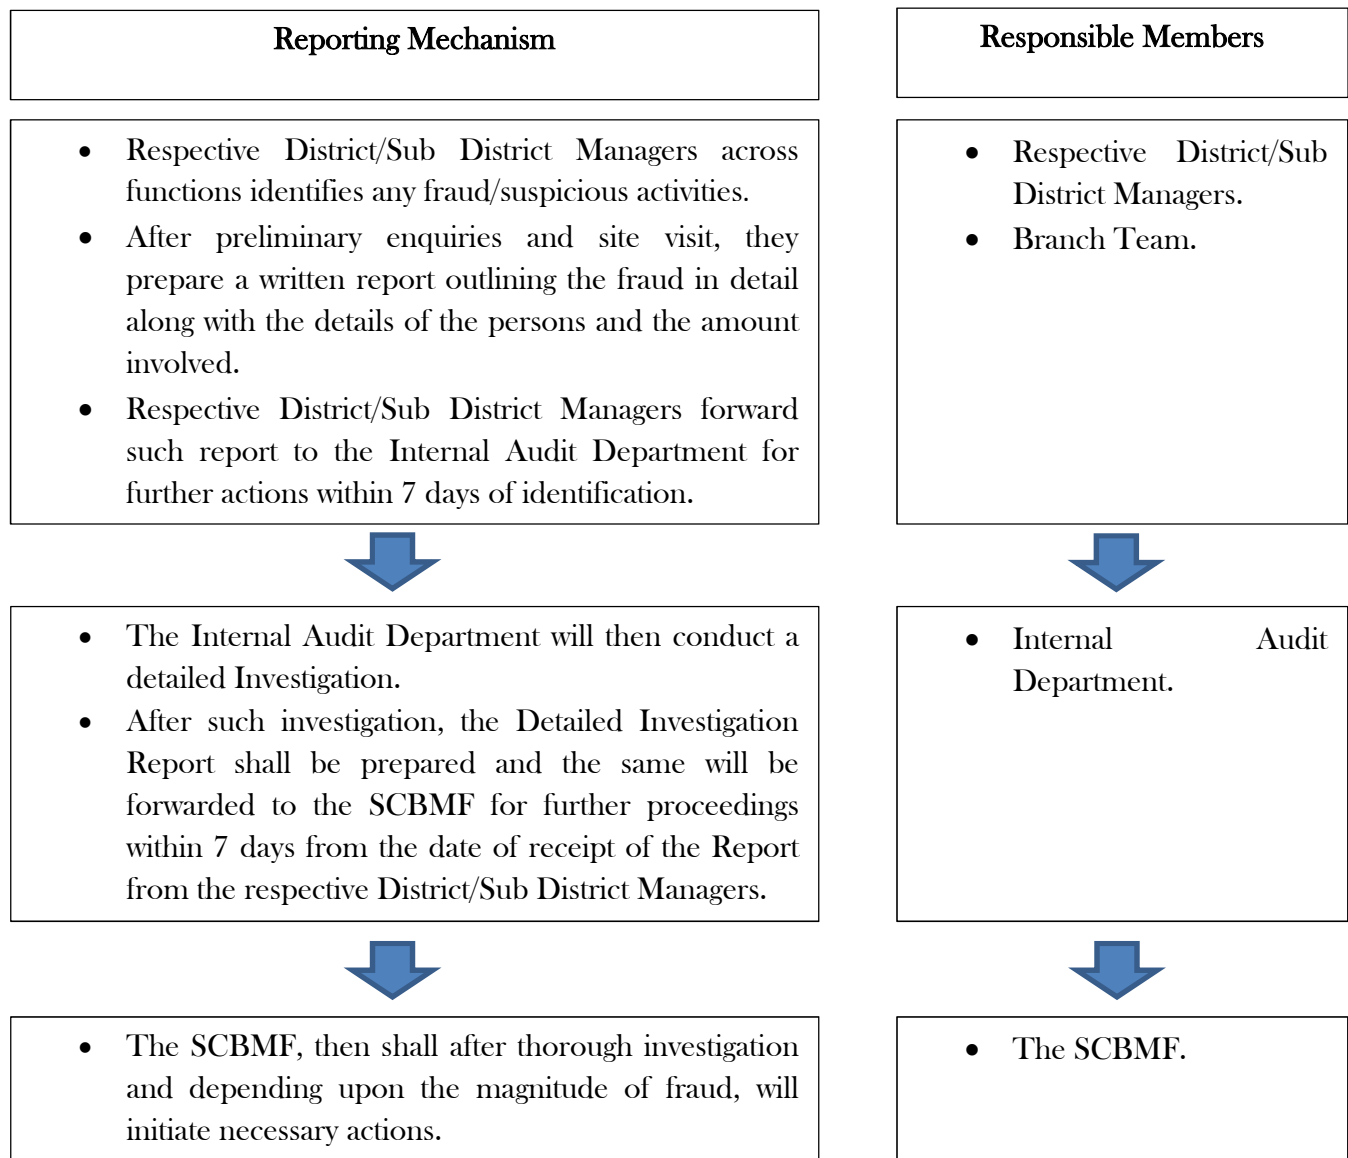 Reporting Mechanism
Responsible Members
• Respective District/Sub District Managers across
functions identifies any fraud/suspicious activities.
• After preliminary enquiries and site visit, they
prepare a written report outlining the fraud in detail
along with the details of the persons and the amount
involved.
• Respective District/Sub District Managers forward
such report to the Internal Audit Department for
further actions within 7 days of identification.
• Respective District/Sub
District Managers.
• Branch Team.
• The Internal Audit Department will then conduct a
detailed Investigation.
• After such investigation, the Detailed Investigation
Report shall be prepared and the same will be
forwarded to the SCBMF for further proceedings
within 7 days from the date of receipt of the Report
from the respective District/Sub District Managers.
• Internal Audit
Department.
• The SCBMF, then shall after thorough investigation
and depending upon the magnitude of fraud, will
initiate necessary actions.
• The SCBMF.